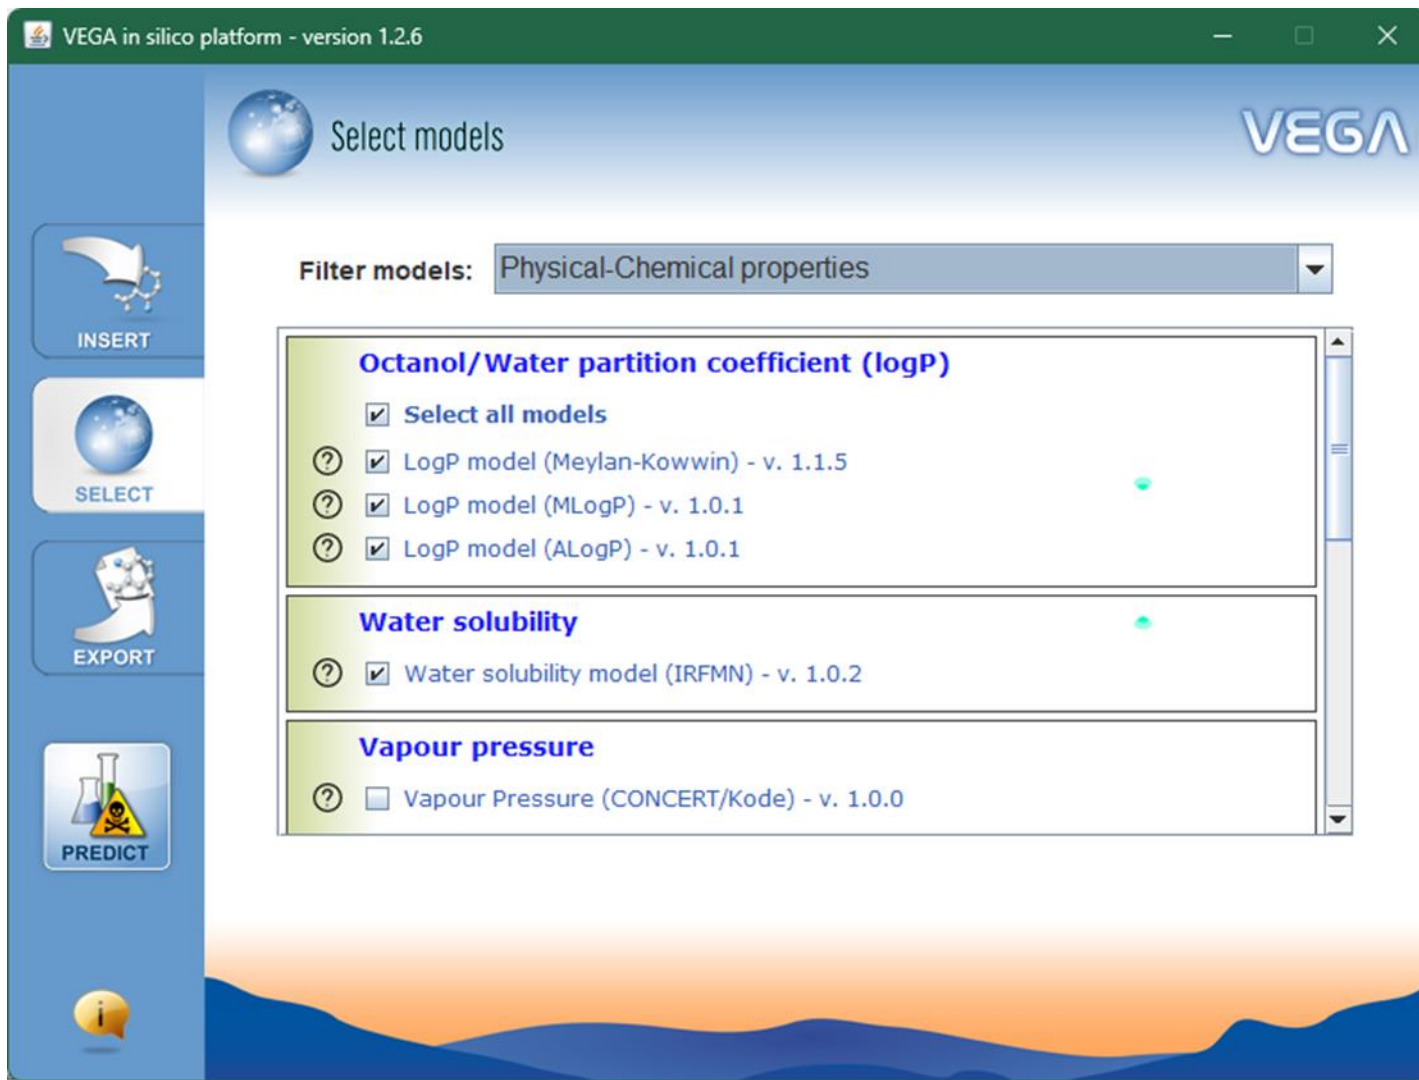 VEGA in silico platform - version 1.2.6
Select models
VEGA
Filter models: Physical-Chemical properties
INSERT
SELECT
EXPORT
PREDICT
i
Octanol/Water partition coefficient (logP)
Select all models
? LogP model (Meylan-Kowwin) - v. 1.1.5
? LogP model (MLogP) - v. 1.0.1
? LogP model (ALogP) - v. 1.0.1
Water solubility
? Water solubility model (IRFMN) - v. 1.0.2
Vapour pressure
? Vapour Pressure (CONCERT/Kode) - v. 1.0.0